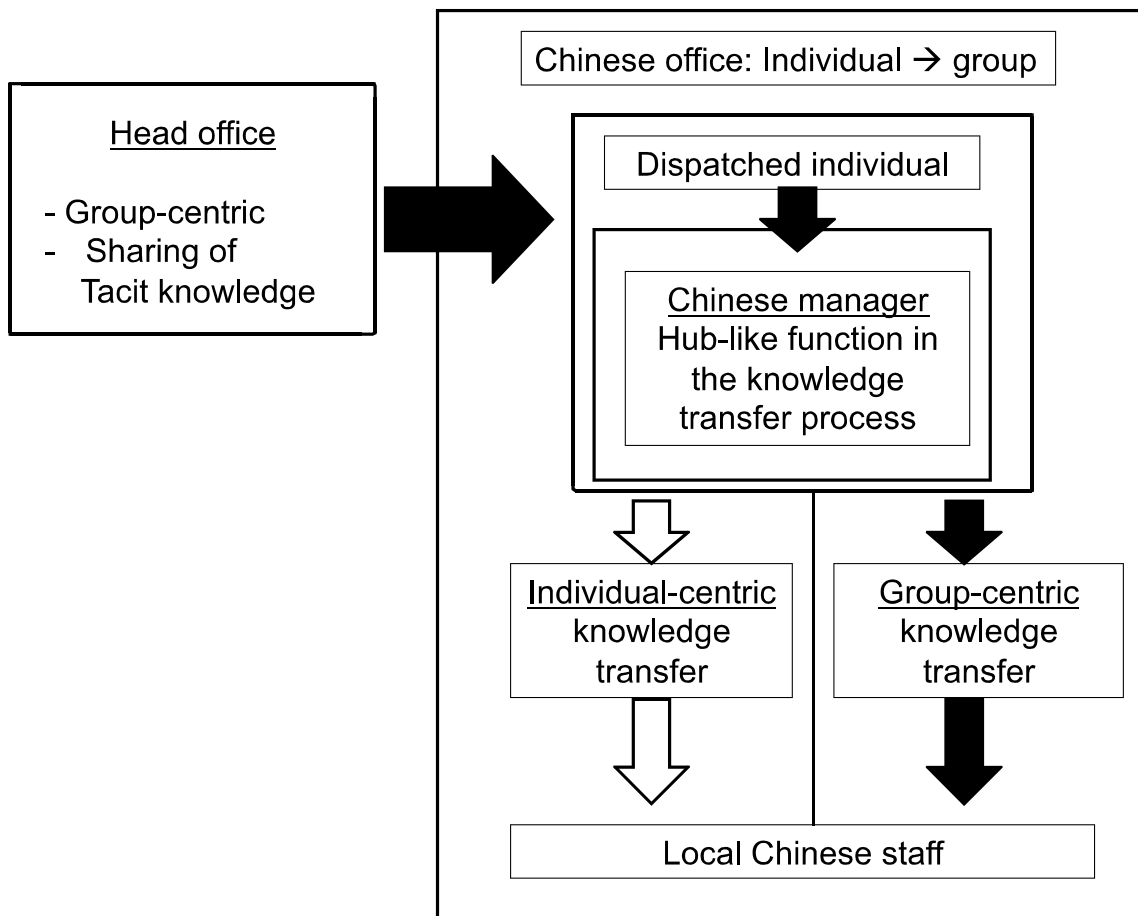 Chinese office: Individual → group
Head office
- Group-centric
- Sharing of
Tacit knowledge
Dispatched individual
Chinese manager
Hub-like function in
the knowledge
transfer process
Individual-centric
knowledge
transfer
Group-centric
knowledge
transfer
Local Chinese staff